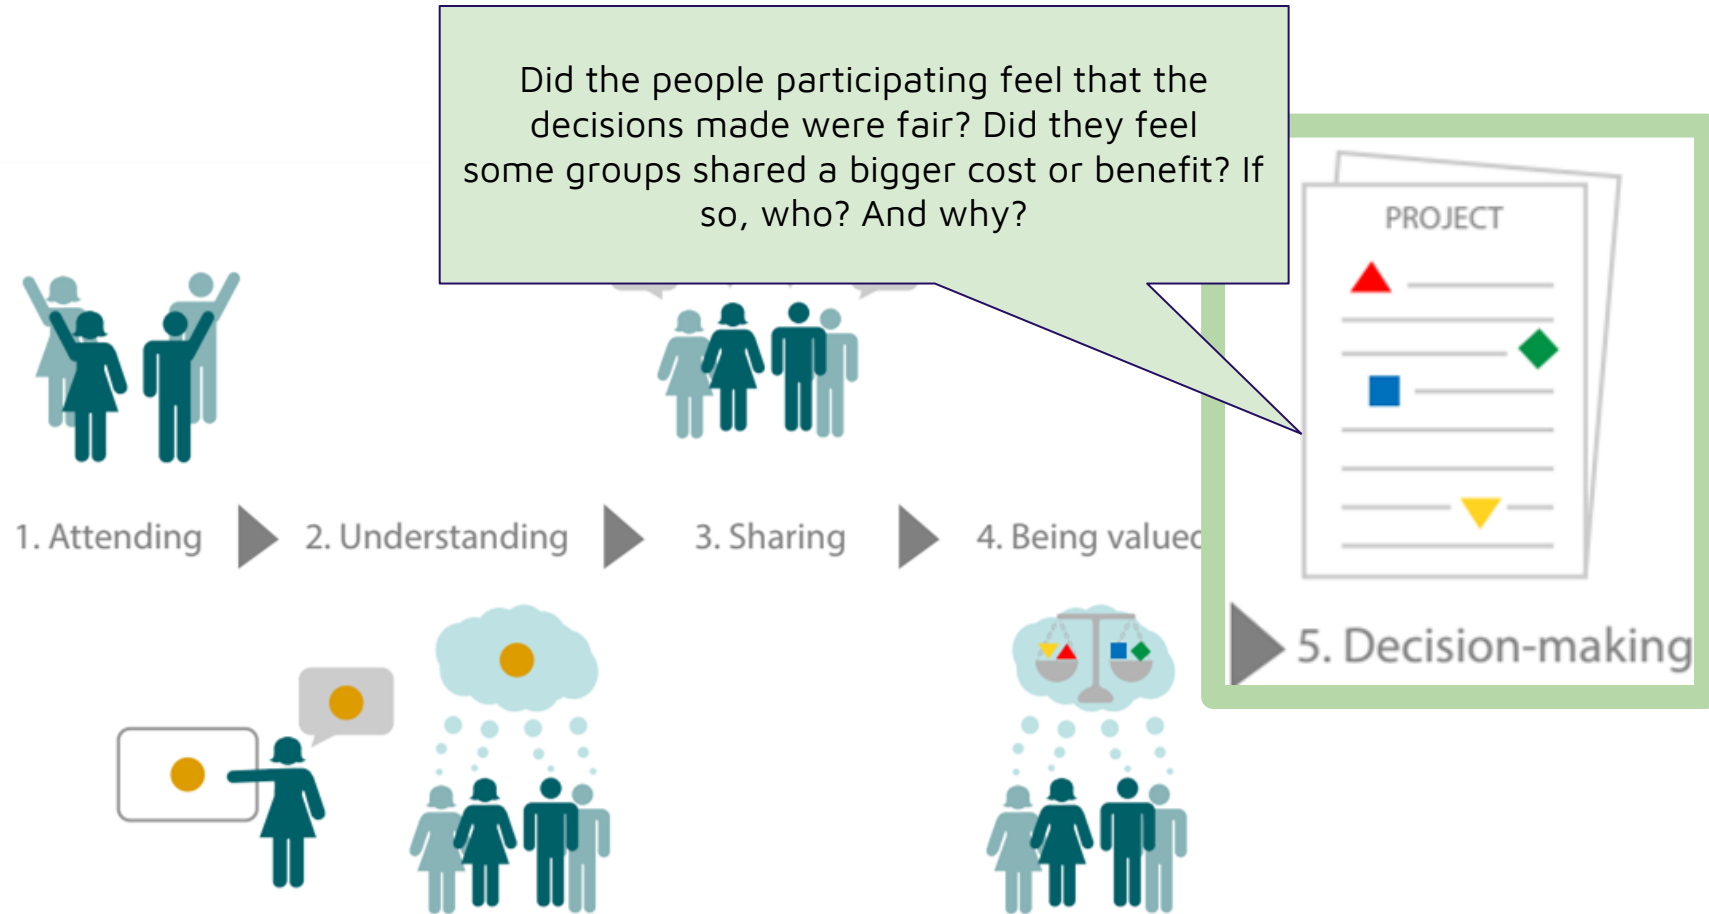 Did the people participating feel that the
decisions made were fair? Did they feel
some groups shared a bigger cost or benefit? If
so, who? And why?
PROJECT
1. Attending
2. Understanding
3. Sharing
4. Being valued
5. Decision-making